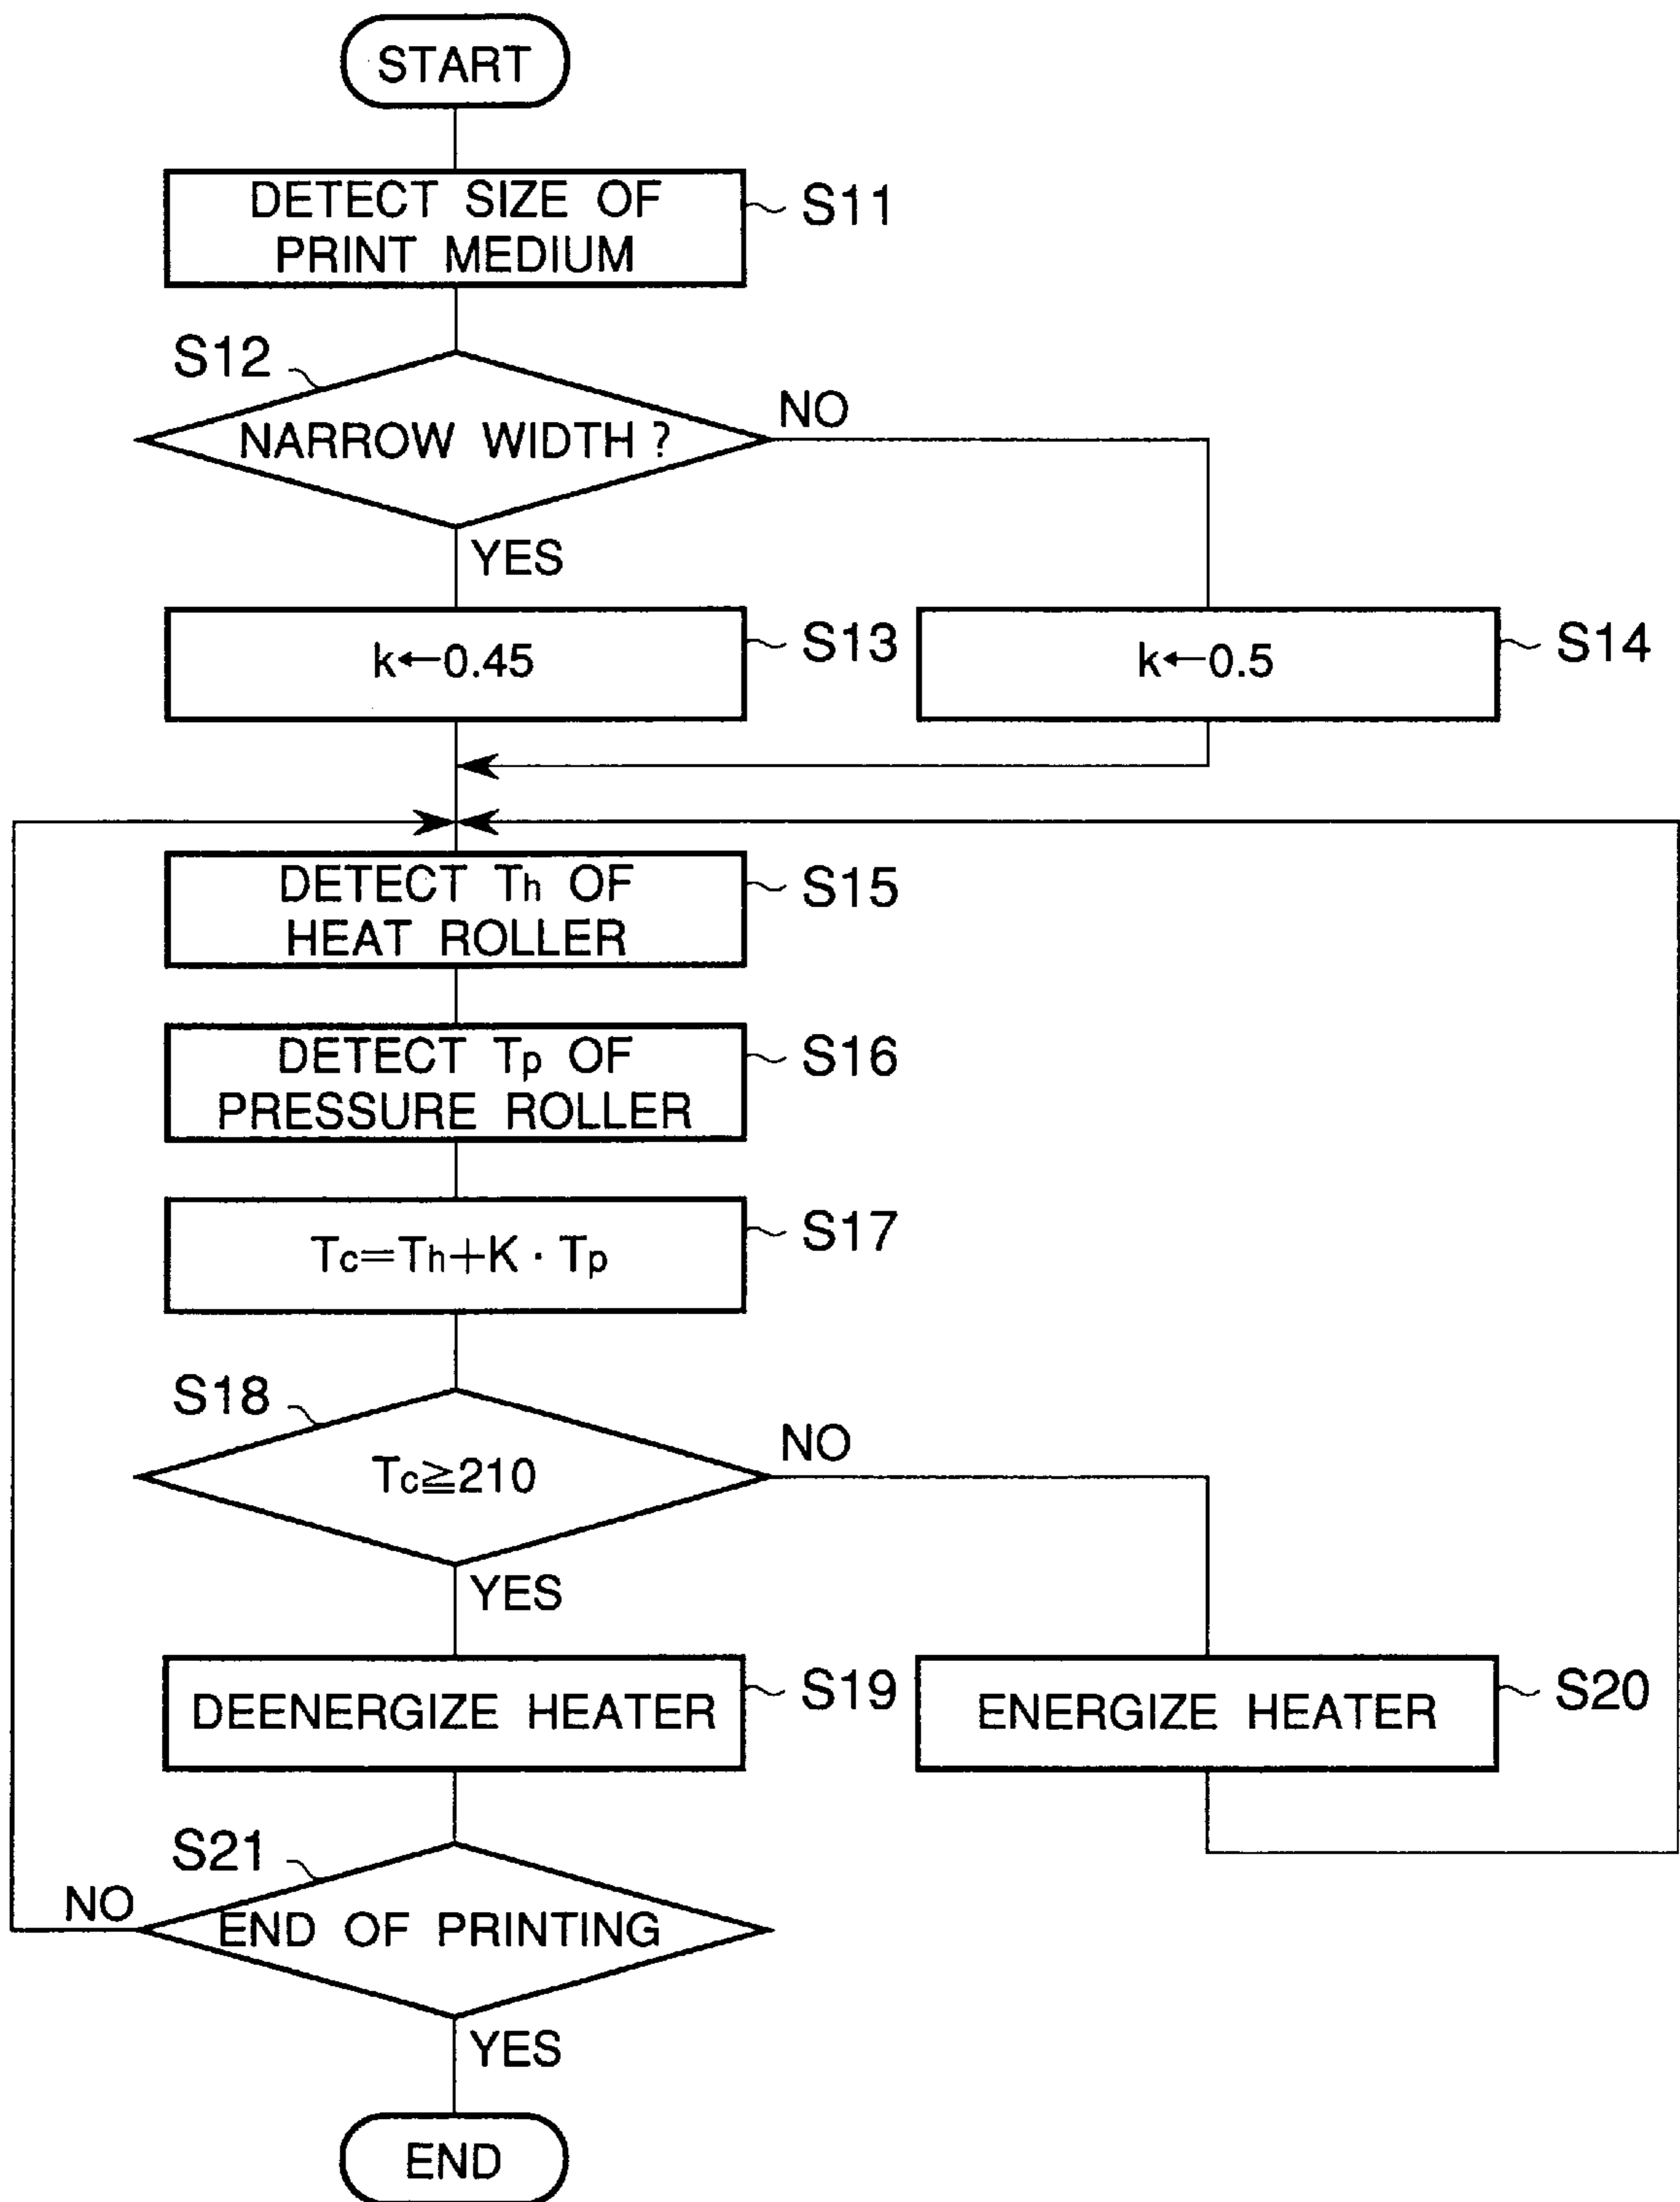 START
DETECT SIZE OF
PRINT MEDIUM
S11
S12
NARROW WIDTH ?
NO
YES
k←0.45
S13
k←0.5
S14
DETECT Th OF
HEAT ROLLER
S15
DETECT Tp OF
PRESSURE ROLLER
S16
Tc=Th+K · Tp
S17
S18
Tc≧210
NO
YES
DEENERGIZE HEATER
S19
ENERGIZE HEATER
S20
S21
END OF PRINTING
NO
YES
END